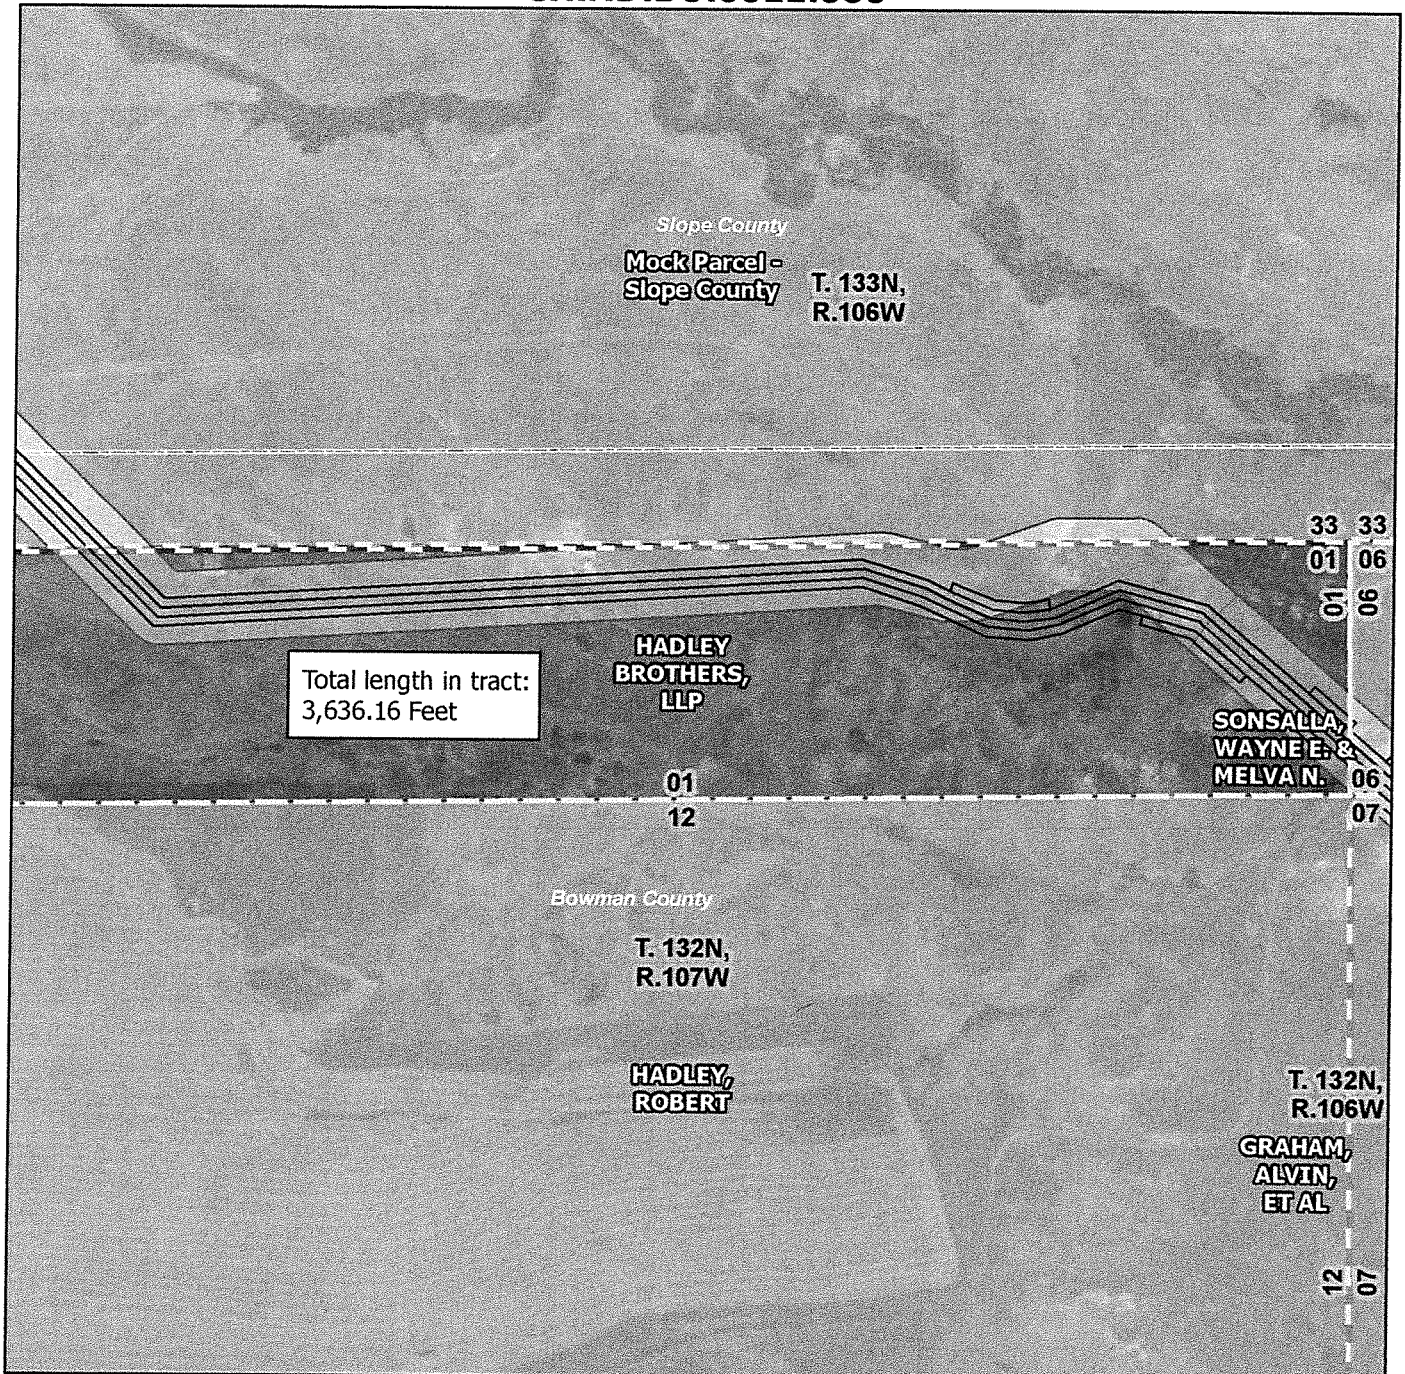 Slope County
Mock Parcel -
Slope County
T. 133N,
R.106W
33 33
01 06
01 06
HADLEY
BROTHERS,
LLP
Total length in tract:
3,636.16 Feet
SONSALLA,
WAYNE E. &
MELVA N.
06
07
01
12
Bowman County
T. 132N,
R.107W
HADLEY,
ROBERT
T. 132N,
R.106W
GRAHAM,
ALVIN,
ET AL
12 07